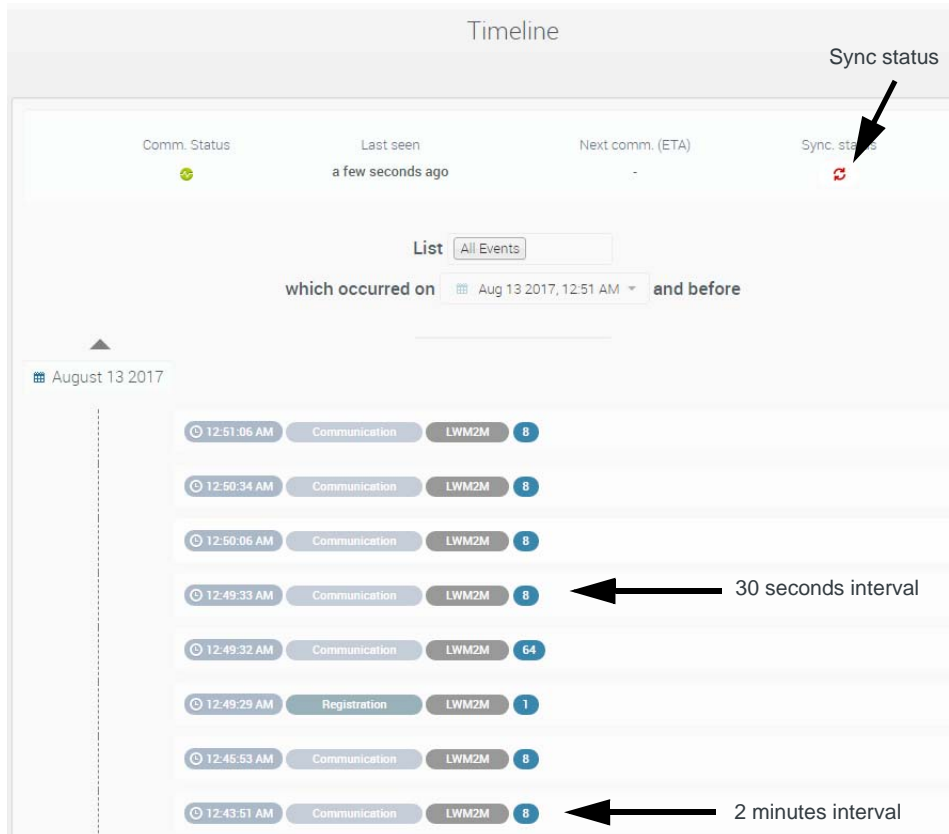 Timeline
Sync status
Comm. Status Last seen Next comm. (ETA) Sync. status
a few seconds ago -
List All Events
which occurred on Aug 13 2017, 12:51 AM and before
August 13 2017
12:51:06 AM Communication LWM2M 8
12:50:34 AM Communication LWM2M 8
12:50:06 AM Communication LWM2M 8
12:49:33 AM Communication LWM2M 8 30 seconds interval
12:49:32 AM Communication LWM2M 64
12:49:29 AM Registration LWM2M 1
12:45:53 AM Communication LWM2M 8
12:43:51 AM Communication LWM2M 8 2 minutes interval